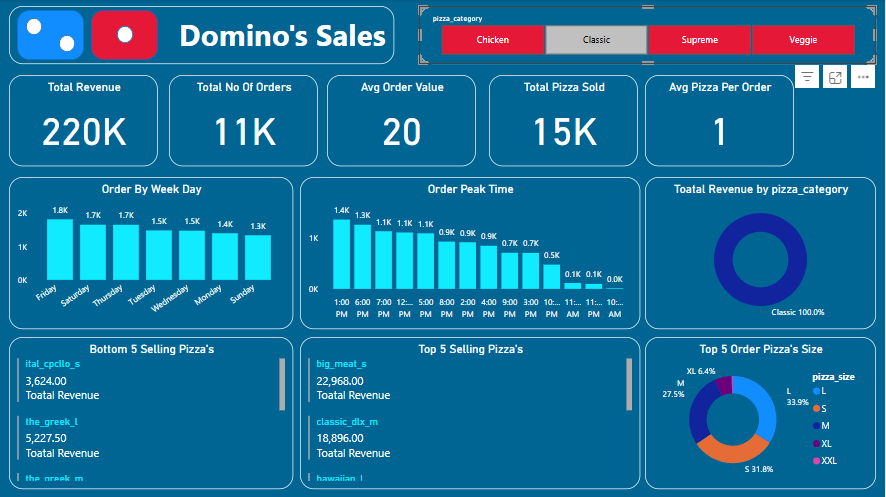 pizza_category
Domino's Sales
Chicken
Classic
Supreme
Veggie
Total Revenue
220K
Total No Of Orders
11K
Avg Order Value
20
Total Pizza Sold
15K
Avg Pizza Per Order
1
Order By Week Day
2K
1K
0K
1.8K
1.7K
1.7K
1.5K
1.5K
1.4K
1.3K
Friday
Saturday
Thursday
Tuesday
Wednesday
Monday
Sunday
Order Peak Time
1K
0K
1.4K
1.3K
1.1K
1.1K
1.1K
0.9K
0.9K
0.9K
0.7K
0.7K
0.5K
0.1K
0.1K
0.0K
1:00 PM
6:00 PM
7:00 PM
12:... PM
5:00 PM
8:00 PM
2:00 PM
4:00 PM
9:00 PM
3:00 PM
10:... PM
11:... AM
11:... PM
10:... AM
Toatal Revenue by pizza_category
Classic 100.0%
Bottom 5 Selling Pizza's
ital_cpcllo_s
3,624.00
Toatal Revenue
the_greek_l
5,227.50
Toatal Revenue
the_greek_m
Top 5 Selling Pizza's
big_meat_s
22,968.00
Toatal Revenue
classic_dlx_m
18,896.00
Toatal Revenue
hawaiian_l
Top 5 Order Pizza's Size
XL 6.4%
M
27.5%
L
33.9%
S 31.8%
pizza_size
L
S
M
XL
XXL